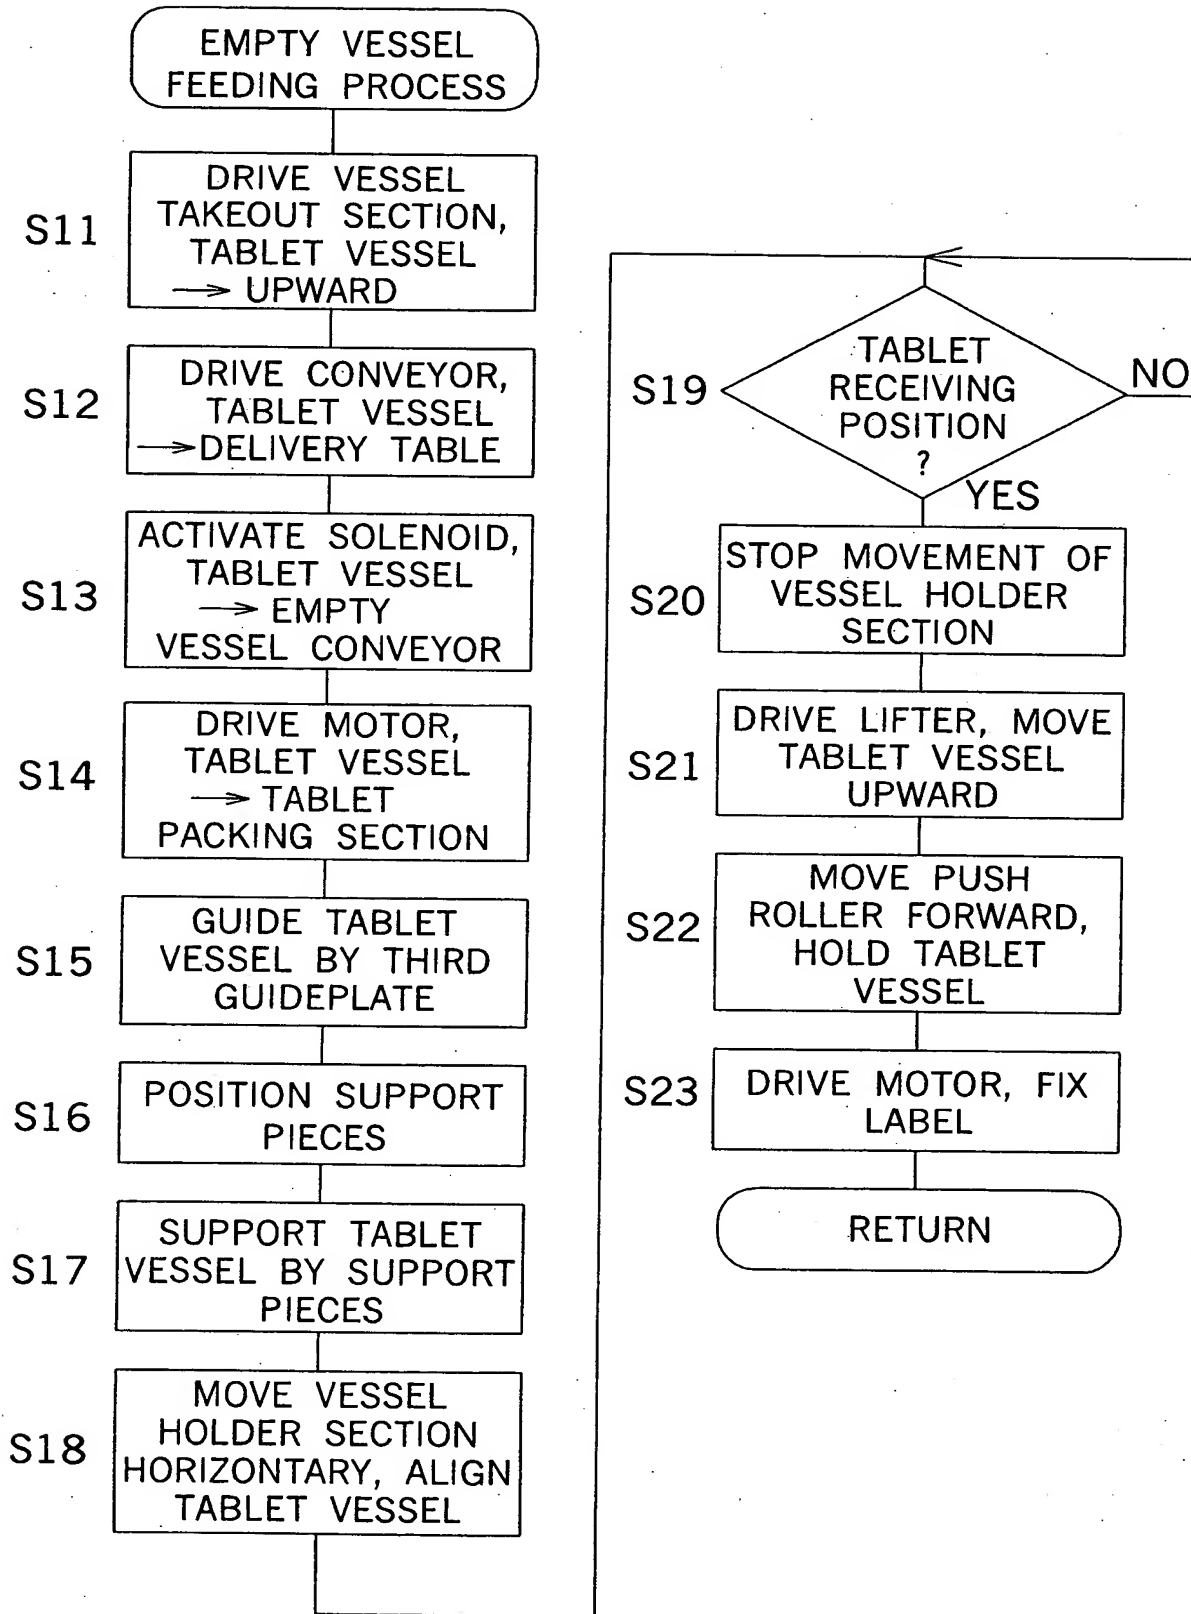 EMPTY VESSEL
FEEDING PROCESS
S11
DRIVE VESSEL
TAKEOUT SECTION,
TABLET VESSEL
→ UPWARD
S12
DRIVE CONVEYOR,
TABLET VESSEL
→DELIVERY TABLE
S13
ACTIVATE SOLENOID,
TABLET VESSEL
→ EMPTY
VESSEL CONVEYOR
S14
DRIVE MOTOR,
TABLET VESSEL
→ TABLET
PACKING SECTION
S15
GUIDE TABLET
VESSEL BY THIRD
GUIDEPLATE
S16
POSITION SUPPORT
PIECES
S17
SUPPORT TABLET
VESSEL BY SUPPORT
PIECES
S18
MOVE VESSEL
HOLDER SECTION
HORIZONTARY, ALIGN
TABLET VESSEL
S19
TABLET
RECEIVING
POSITION
?
NO
YES
S20
STOP MOVEMENT OF
VESSEL HOLDER
SECTION
S21
DRIVE LIFTER, MOVE
TABLET VESSEL
UPWARD
S22
MOVE PUSH
ROLLER FORWARD,
HOLD TABLET
VESSEL
S23
DRIVE MOTOR, FIX
LABEL
RETURN